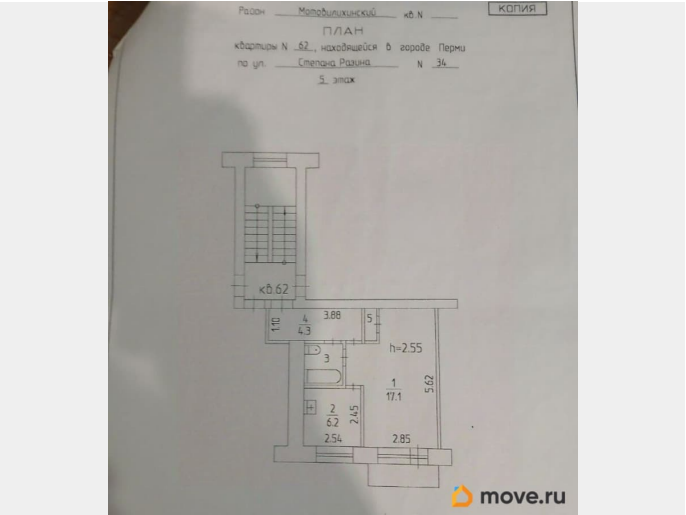 Район Мотовилихинский кв.N КОПИЯ
ПЛАН
квартиры N 62, находящейся в городе Перми
по ул. Степана Разина N 34
5 этаж
кв.62
4 3.88 5
1.10 4.3
h=2.55
3
1 5.62
17.1
2 2.45
6.2
2.54 2.85
move.ru